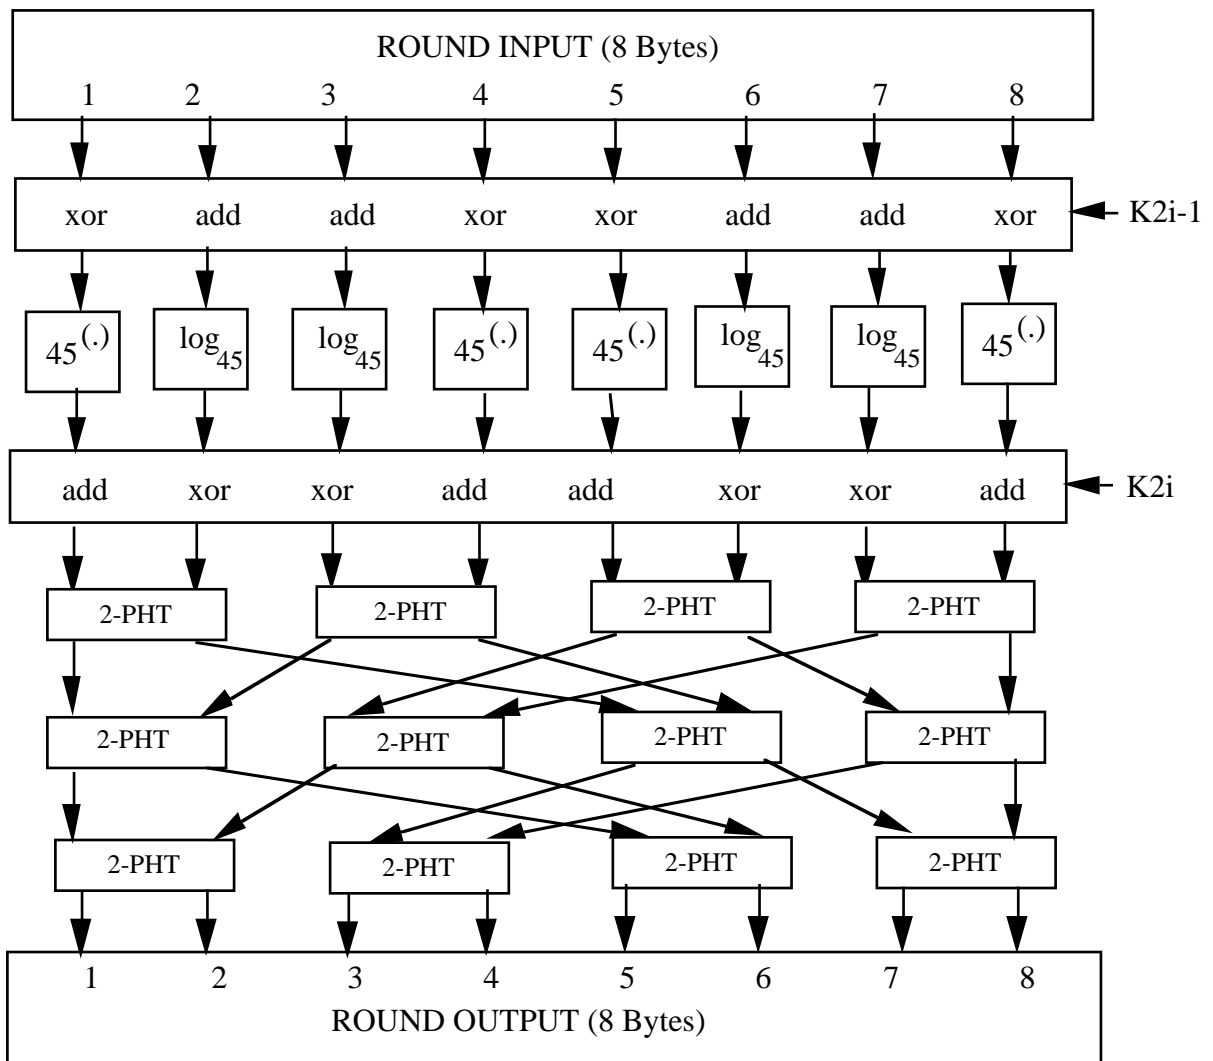 ROUND INPUT (8 Bytes)
1 2 3 4 5 6 7 8
xor add add xor xor add add xor K2i-1
45(.) log45 log45 45(.) 45(.) log45 log45 45(.)
add xor xor add add xor xor add K2i
2-PHT 2-PHT 2-PHT 2-PHT
2-PHT 2-PHT 2-PHT 2-PHT
2-PHT 2-PHT 2-PHT 2-PHT
1 2 3 4 5 6 7 8
ROUND OUTPUT (8 Bytes)